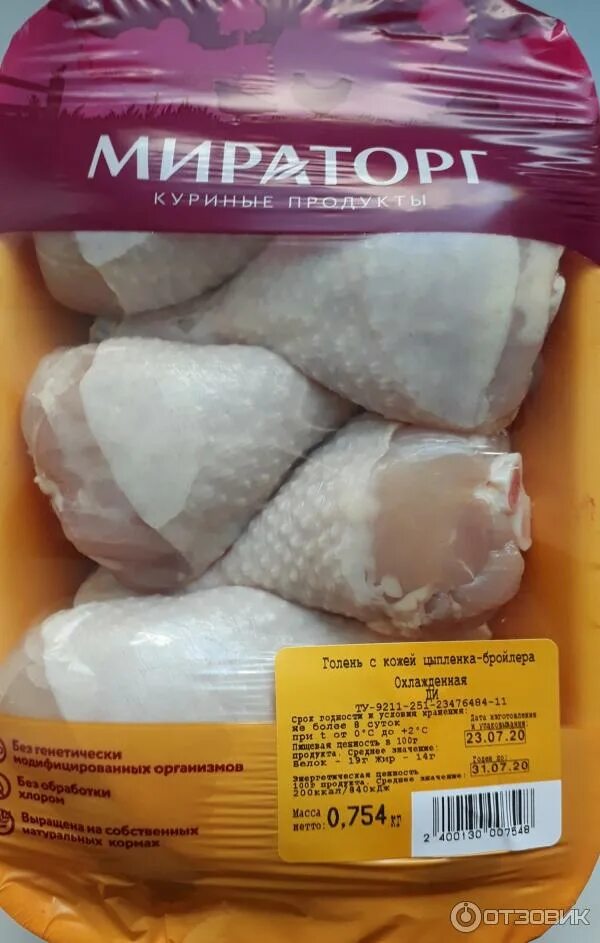 МИРАТОРГ
КУРИНЫЕ ПРОДУКТЫ
Голень с кожей цыпленка-бройлера
Охлажденная
ДИ
ТУ-9211-251-23476484-11
Срок годности и условия хранения:
не более 8 суток
при t от 0°C до +2°C
Пищевая ценность в 100г
продукта. Среднее значение:
Белок - 19г Жир - 14г
Дата изготовления
и упаковывания:
23.07.20
Годен до:
31.07.20
Энергетическая ценность
100г продукта. Среднее значение:
200ккал/840кДж
Масса
нетто: 0,754 кг
2 400130 007548
Без генетически
модифицированных организмов
Без обработки
хлором
Выращена на собственных
натуральных кормах
ОТЗОВИК